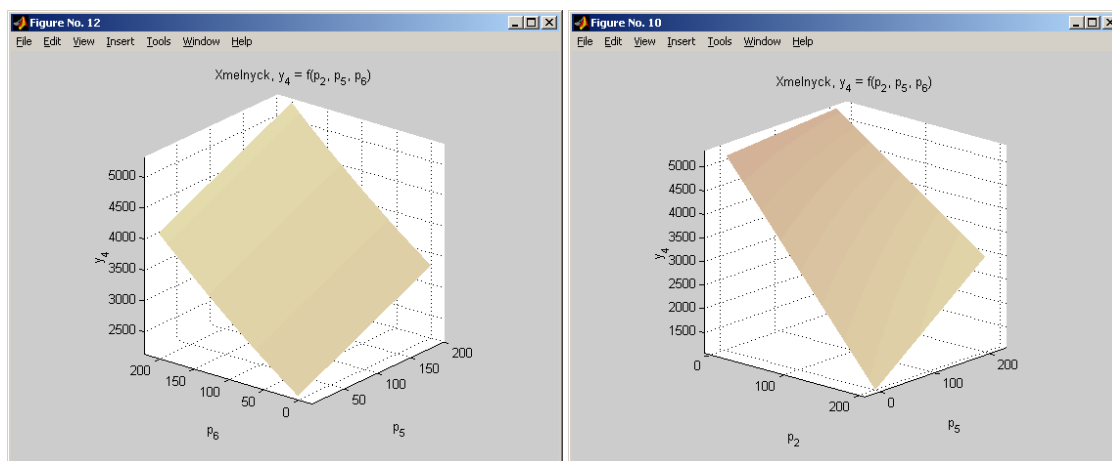 Figure No. 12
File Edit View Insert Tools Window Help
Xmelnyck, y4 = f(p2, p5, p6)
5000
4500
4000
3500
3000
2500
y4
200
150
100
50
0
p6
50
100
150
200
p5
Figure No. 10
File Edit View Insert Tools Window Help
Xmelnyck, y4 = f(p2, p5, p6)
5000
4500
4000
3500
3000
2500
2000
1500
y4
0
100
200
p2
0
100
200
p5